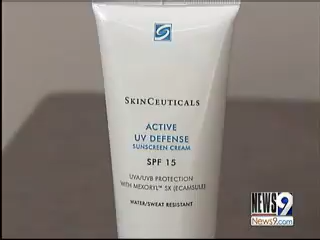 SKINCEUTICALS
ACTIVE
UV DEFENSE
SUNSCREEN CREAM
SPF 15
UVA/UVB PROTECTION
WITH MEXORYL™ SX (ECAMSULE)
WATER/SWEAT RESISTANT
NEWS 9
News9.com